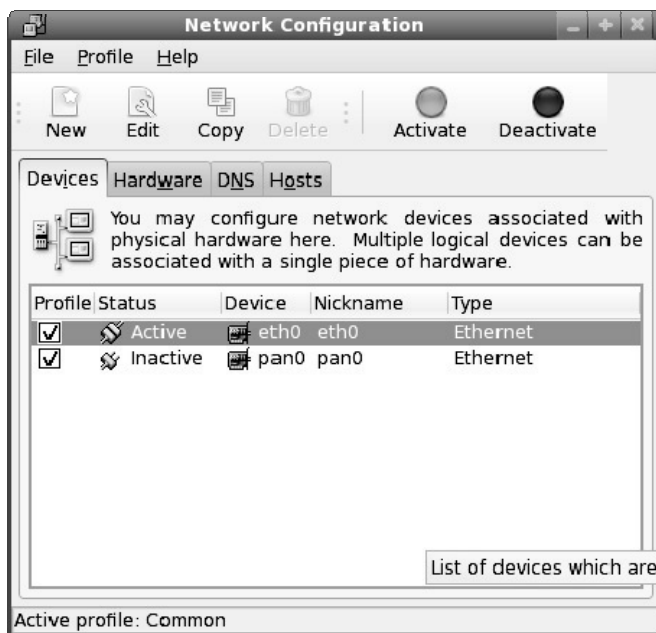 Network Configuration
File Profile Help
New Edit Copy Delete Activate Deactivate
Devices Hardware DNS Hosts
You may configure network devices associated with
physical hardware here. Multiple logical devices can be
associated with a single piece of hardware.
Profile Status Device Nickname Type
Active eth0 eth0 Ethernet
Inactive pan0 pan0 Ethernet
List of devices which are
Active profile: Common